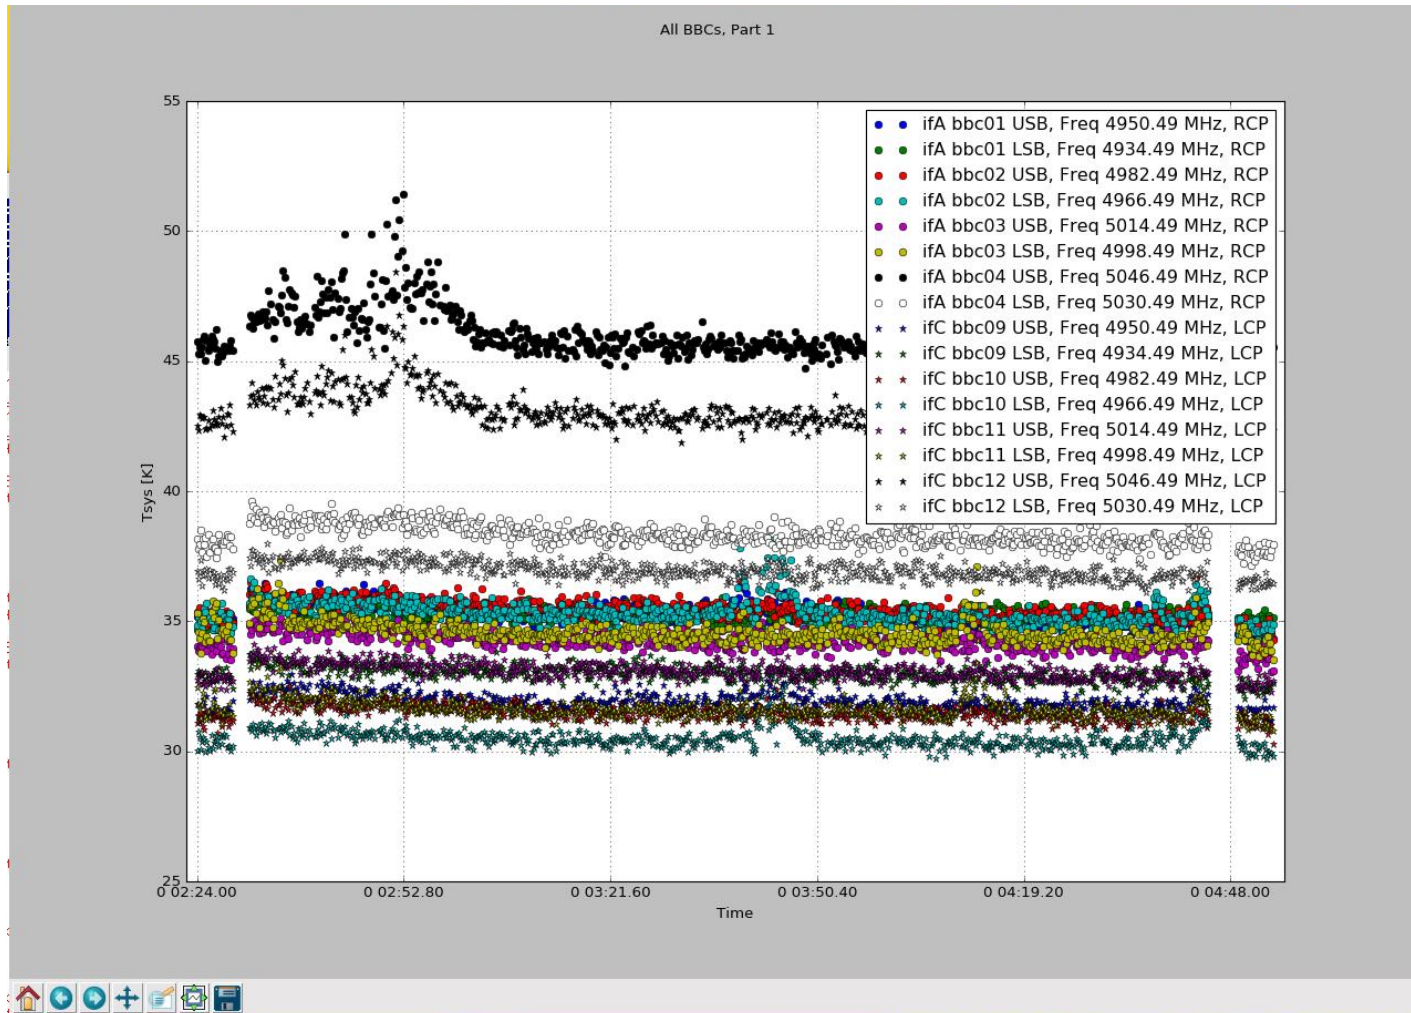 All BBCs, Part 1
55
50
45
40
35
30
25
Tsys [K]
ifA bbc01 USB, Freq 4950.49 MHz, RCP
ifA bbc01 LSB, Freq 4934.49 MHz, RCP
ifA bbc02 USB, Freq 4982.49 MHz, RCP
ifA bbc02 LSB, Freq 4966.49 MHz, RCP
ifA bbc03 USB, Freq 5014.49 MHz, RCP
ifA bbc03 LSB, Freq 4998.49 MHz, RCP
ifA bbc04 USB, Freq 5046.49 MHz, RCP
ifA bbc04 LSB, Freq 5030.49 MHz, RCP
ifC bbc09 USB, Freq 4950.49 MHz, LCP
ifC bbc09 LSB, Freq 4934.49 MHz, LCP
ifC bbc10 USB, Freq 4982.49 MHz, LCP
ifC bbc10 LSB, Freq 4966.49 MHz, LCP
ifC bbc11 USB, Freq 5014.49 MHz, LCP
ifC bbc11 LSB, Freq 4998.49 MHz, LCP
ifC bbc12 USB, Freq 5046.49 MHz, LCP
ifC bbc12 LSB, Freq 5030.49 MHz, LCP
0 02:24.00 0 02:52.80 0 03:21.60 0 03:50.40 0 04:19.20 0 04:48.00
Time